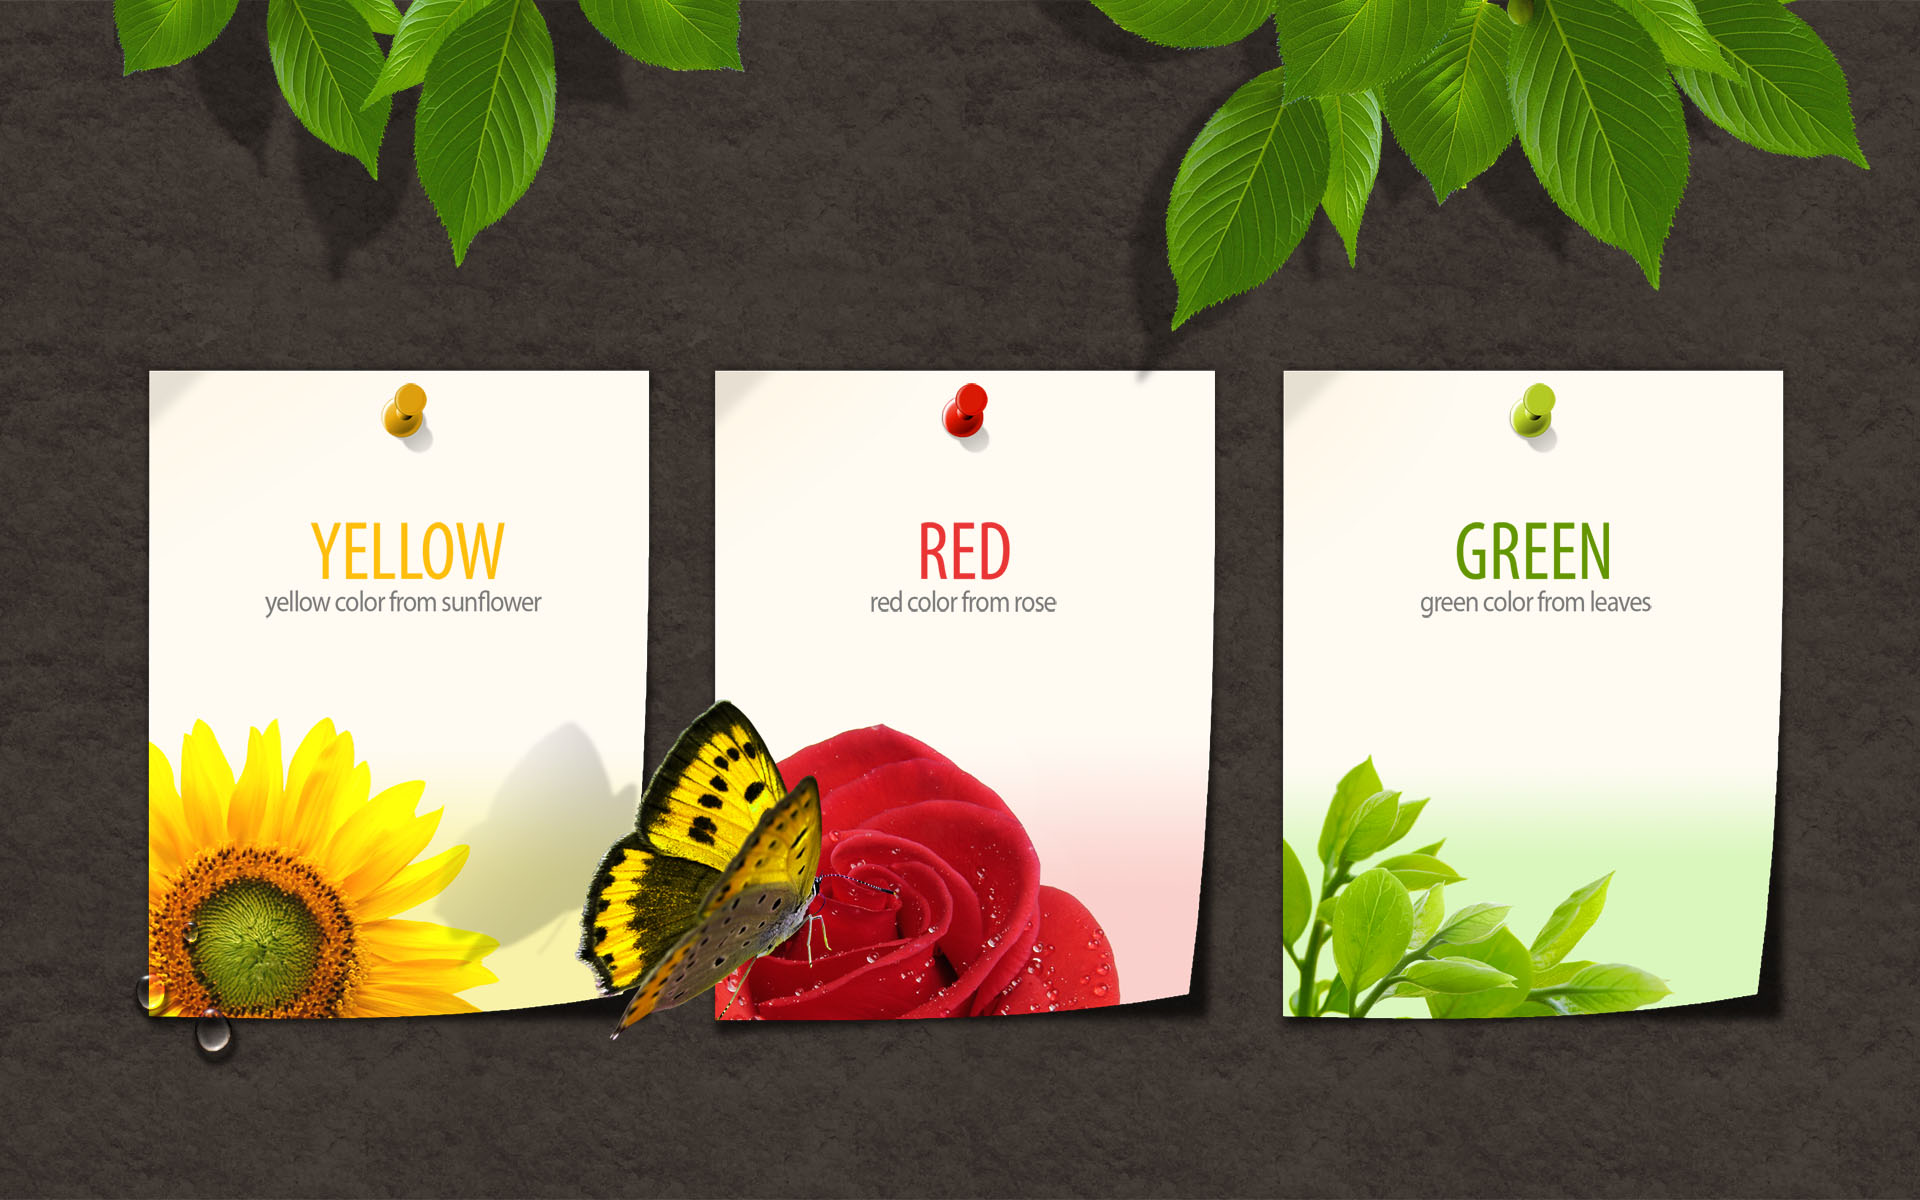 YELLOW
yellow color from sunflower
RED
red color from rose
GREEN
green color from leaves